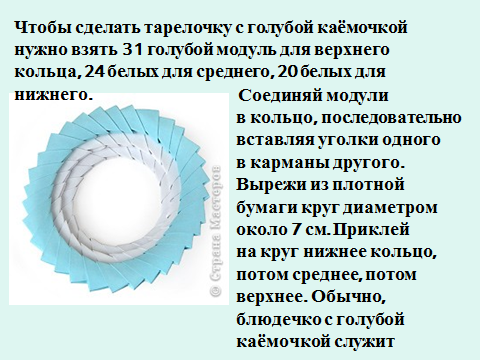 Чтобы сделать тарелочку с голубой каёмочкой
нужно взять 31 голубой модуль для верхнего
кольца, 24 белых для среднего, 20 белых для
нижнего.
Соединяй модули
в кольцо, последовательно
вставляя уголки одного
в карманы другого.
Вырежи из плотной
бумаги круг диаметром
около 7 см. Приклей
на круг нижнее кольцо,
потом среднее, потом
верхнее. Обычно,
блюдечко с голубой
каёмочкой служит
© Страна Мастеров